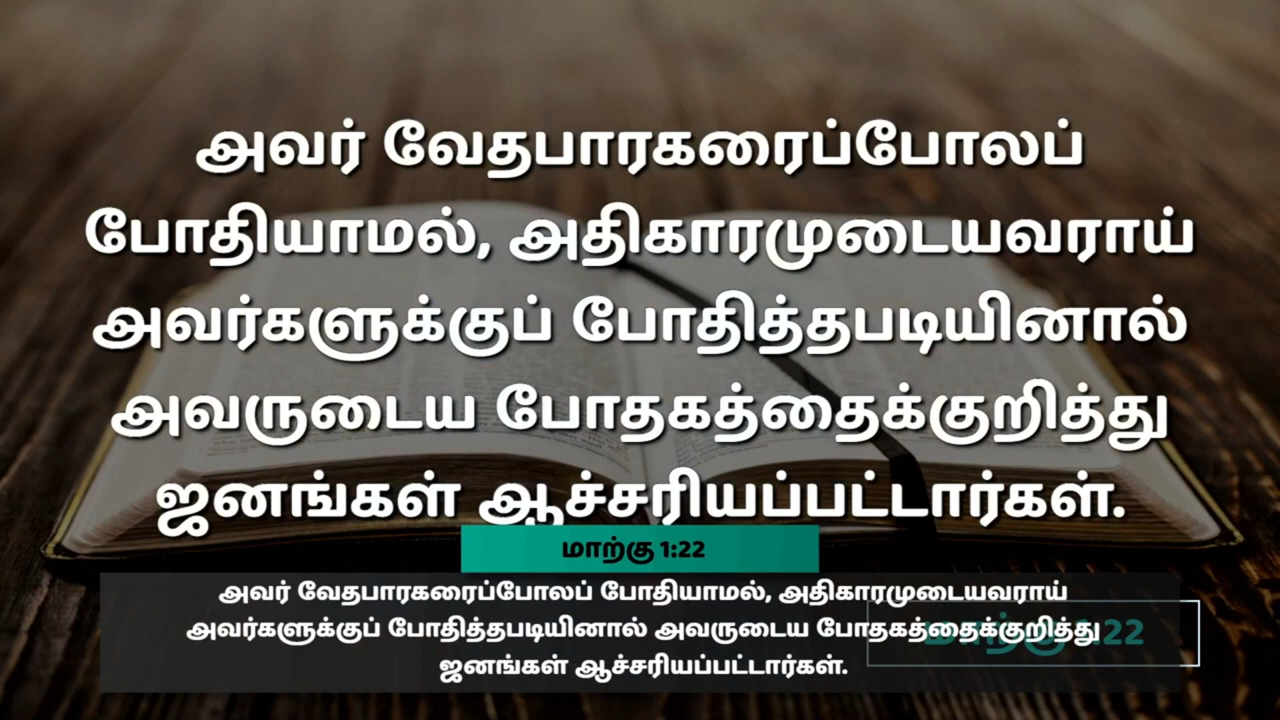 அவர் வேதபாரகரைப்போலப்
போதியாமல், அதிகாரமுடையவராய்
அவர்களுக்குப் போதித்தபடியினால்
அவருடைய போதகத்தைக்குறித்து
ஜனங்கள் ஆச்சரியப்பட்டார்கள்.
மாற்கு 1:22
அவர் வேதபாரகரைப்போலப் போதியாமல், அதிகாரமுடையவராய்
அவர்களுக்குப் போதித்தபடியினால் அவருடைய போதகத்தைக்குறித்து
ஜனங்கள் ஆச்சரியப்பட்டார்கள்.
மாற்கு 1:22